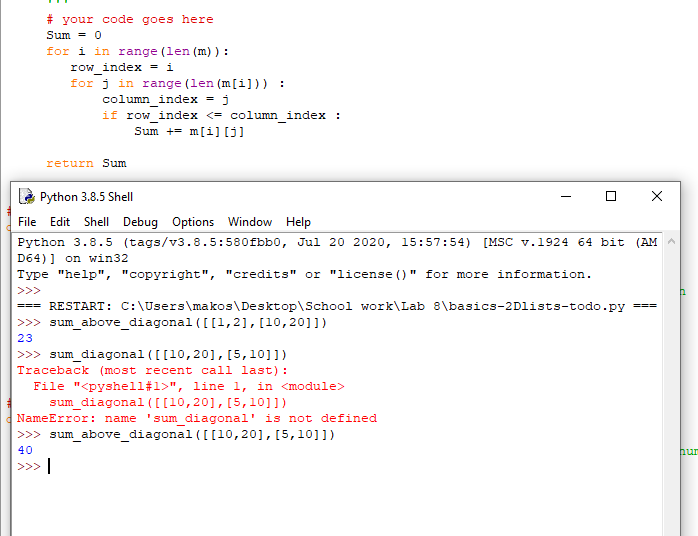 '''
# your code goes here
Sum = 0
for i in range(len(m)):
row_index = i
for j in range(len(m[i])) :
column_index = j
if row_index <= column_index :
Sum += m[i][j]
return Sum
Python 3.8.5 Shell
File Edit Shell Debug Options Window Help
Python 3.8.5 (tags/v3.8.5:580fbb0, Jul 20 2020, 15:57:54) [MSC v.1924 64 bit (AM
D64)] on win32
Type "help", "copyright", "credits" or "license()" for more information.
>>>
=== RESTART: C:\Users\makos\Desktop\School work\Lab 8\basics-2Dlists-todo.py ===
>>> sum_above_diagonal([[1,2],[10,20]])
23
>>> sum_diagonal([[10,20],[5,10]])
Traceback (most recent call last):
File "<pyshell#1>", line 1, in <module>
sum_diagonal([[10,20],[5,10]])
NameError: name 'sum_diagonal' is not defined
>>> sum_above_diagonal([[10,20],[5,10]])
40
>>>